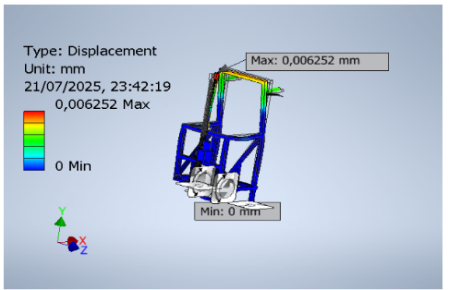 Type: Displacement
Unit: mm
21/07/2025, 23:42:19
0,006252 Max
0 Min
Max: 0,006252 mm
Min: 0 mm
Y
X
Z